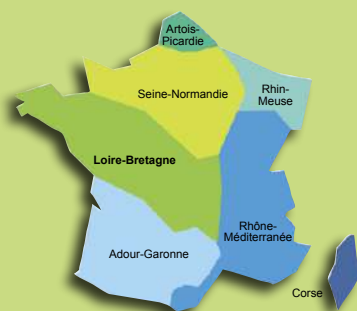 Artois-
Picardie
Seine-Normandie
Rhin-
Meuse
Loire-Bretagne
Rhône-
Méditerranée
Adour-Garonne
Corse